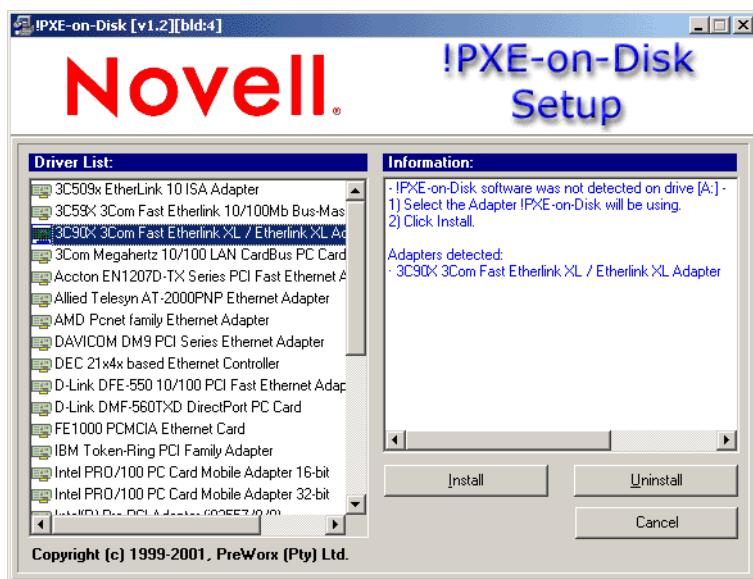 !PXE-on-Disk [v1.2][bld:4]
Novell®
!PXE-on-Disk
Setup
Driver List:
3C509x EtherLink 10 ISA Adapter
3C59X 3Com Fast Etherlink 10/100Mb Bus-Mas
3C90X 3Com Fast Etherlink XL / Etherlink XL Ad
3Com Megahertz 10/100 LAN CardBus PC Card
Accton EN1207D-TX Series PCI Fast Ethernet A
Allied Telesyn AT-2000PNP Ethernet Adapter
AMD Pcnet family Ethernet Adapter
DAVICOM DM9 PCI Series Ethernet Adapter
DEC 21x4x based Ethernet Controller
D-Link DFE-550 10/100 PCI Fast Ethernet Adap
D-Link DMF-560TXD DirectPort PC Card
FE1000 PCMCIA Ethernet Card
IBM Token-Ring PCI Family Adapter
Intel PRO/100 PC Card Mobile Adapter 16-bit
Intel PRO/100 PC Card Mobile Adapter 32-bit
Information:
- !PXE-on-Disk software was not detected on drive [A:] -
1) Select the Adapter !PXE-on-Disk will be using.
2) Click Install.
Adapters detected:
- 3C90X 3Com Fast Etherlink XL / Etherlink XL Adapter
Install
Uninstall
Cancel
Copyright (c) 1999-2001, PreWorx (Pty) Ltd.